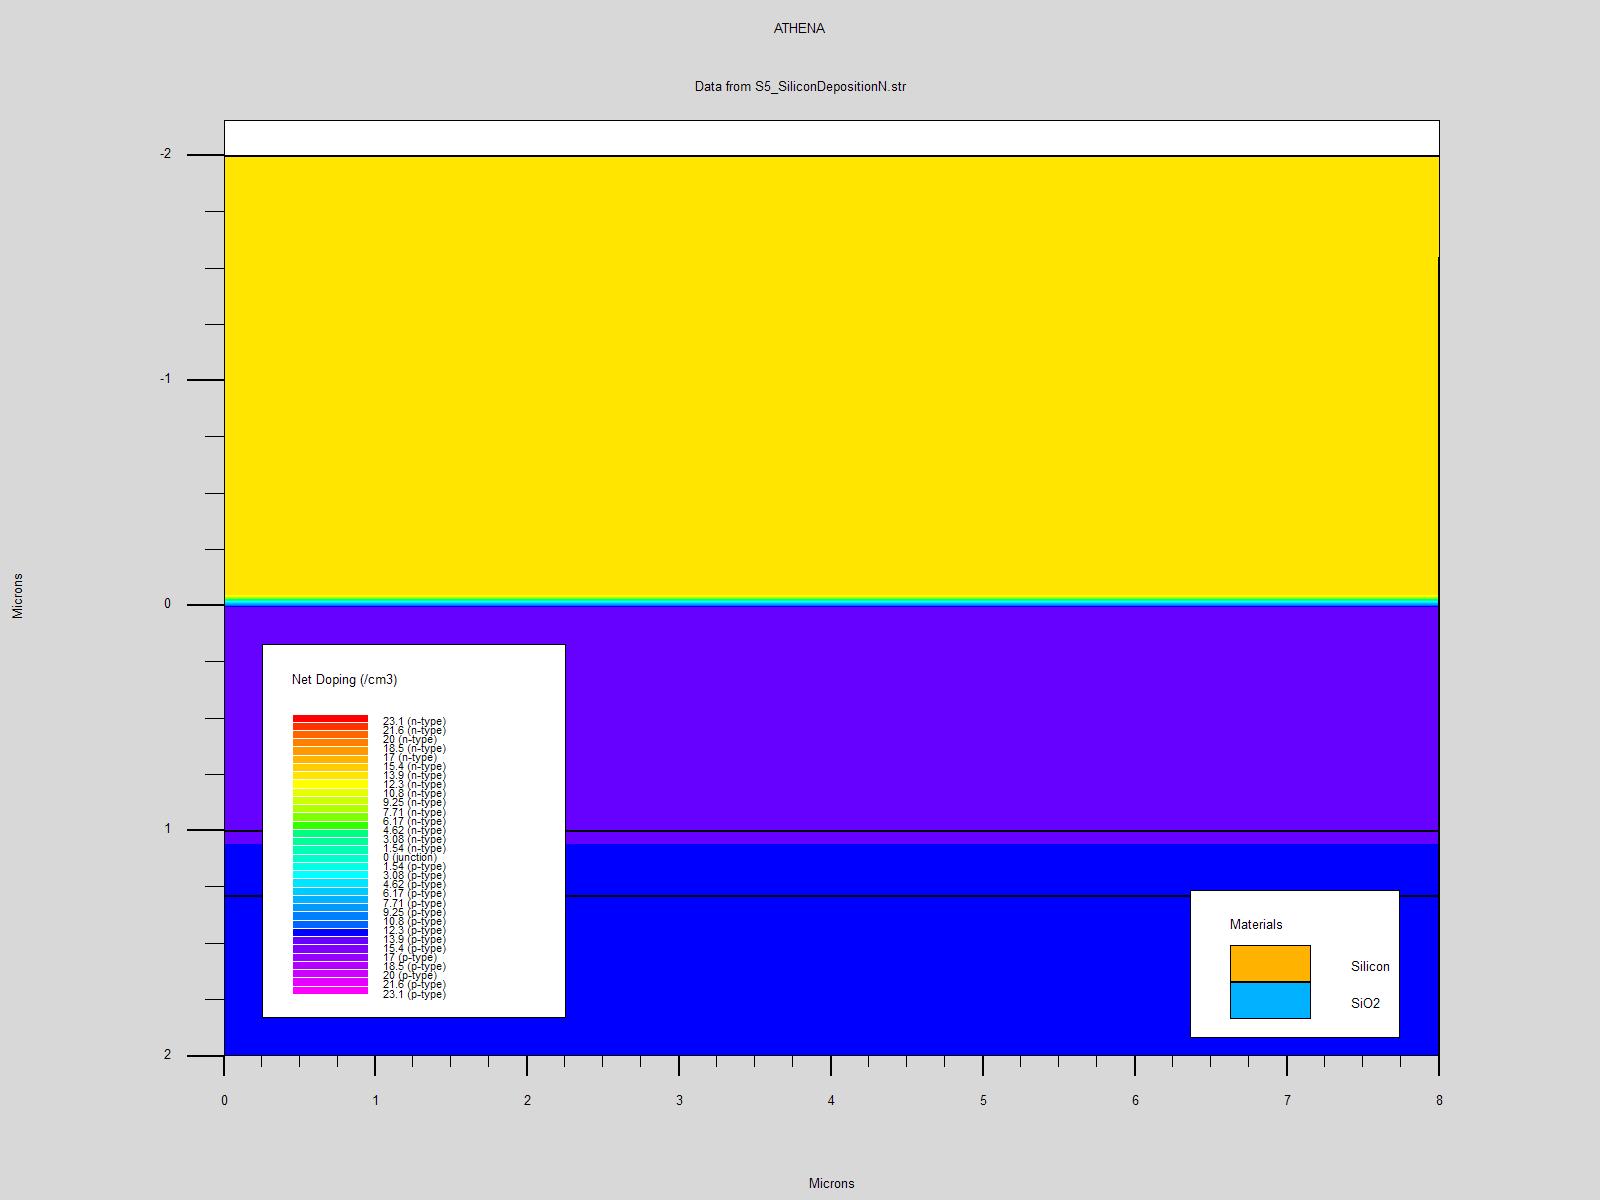 ATHENA
Data from S5_SiliconDepositionN.str
-2
-1
0
1
2
Microns
Net Doping (/cm3)
23.1 (n-type)
21.6 (n-type)
20 (n-type)
18.5 (n-type)
17 (n-type)
15.4 (n-type)
13.9 (n-type)
12.3 (n-type)
10.8 (n-type)
9.25 (n-type)
7.71 (n-type)
6.17 (n-type)
4.62 (n-type)
3.08 (n-type)
1.54 (n-type)
0 (junction)
1.54 (p-type)
3.08 (p-type)
4.62 (p-type)
6.17 (p-type)
7.71 (p-type)
9.25 (p-type)
10.8 (p-type)
12.3 (p-type)
13.9 (p-type)
15.4 (p-type)
17 (p-type)
18.5 (p-type)
20 (p-type)
21.6 (p-type)
23.1 (p-type)
Materials
Silicon
SiO2
0 1 2 3 4 5 6 7 8
Microns